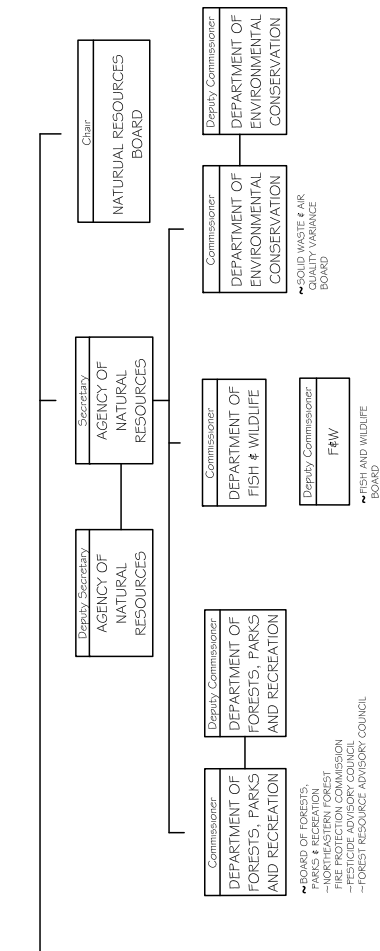 Chair
NATURUAL RESOURCES
BOARD
Deputy Secretary
AGENCY OF
NATURAL
RESOURCES
Secretary
AGENCY OF
NATURAL
RESOURCES
Commissioner
DEPARTMENT OF
FORESTS, PARKS
AND RECREATION
~BOARD OF FORESTS,
PARKS & RECREATION
~NORTHEASTERN FOREST
FIRE PROTECTION COMMISSION
~PESTICIDE ADVISORY COUNCIL
~FOREST RESOURCE ADVISORY COUNCIL
Deputy Commissioner
DEPARTMENT OF
FORESTS, PARKS
AND RECREATION
Commissioner
DEPARTMENT OF
FISH & WILDLIFE
Deputy Commissioner
F&W
~FISH AND WILDLIFE
BOARD
Commissioner
DEPARTMENT OF
ENVIRONMENTAL
CONSERVATION
~SOLID WASTE & AIR
QUALITY VARIANCE
BOARD
Deputy Commissioner
DEPARTMENT OF
ENVIRONMENTAL
CONSERVATION